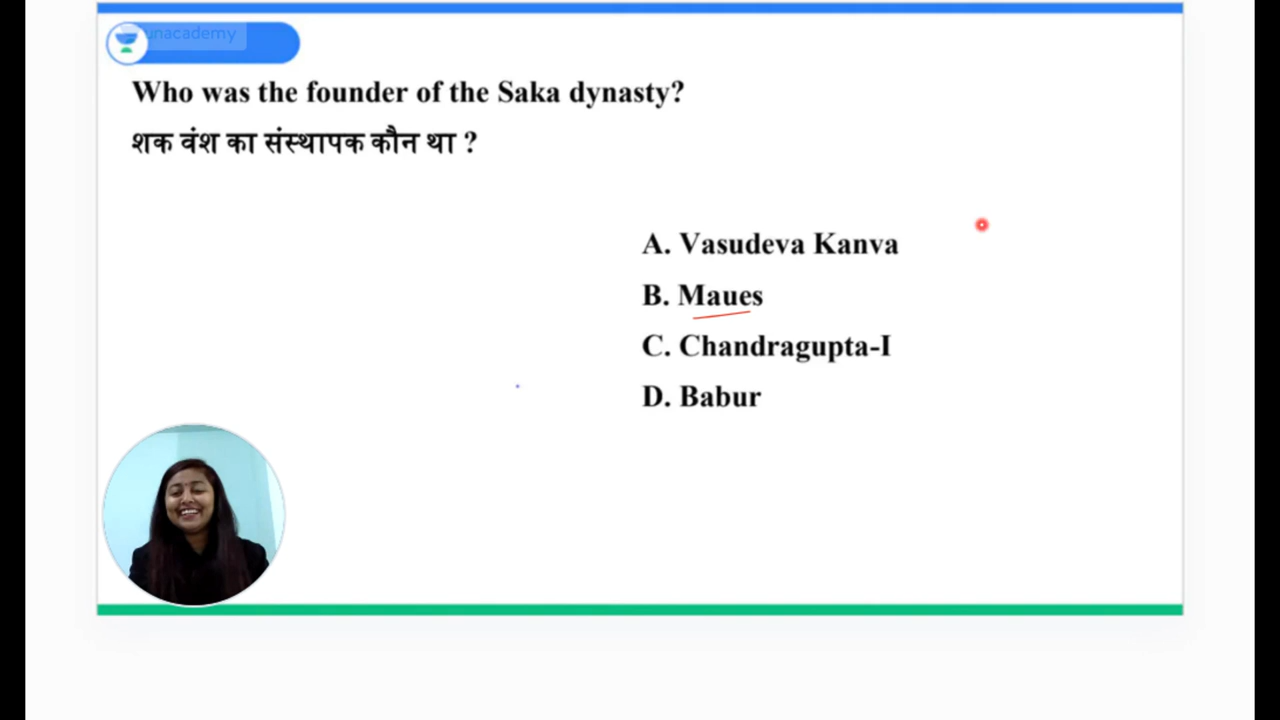 unacademy
Who was the founder of the Saka dynasty?
शक वंश का संस्थापक कौन था ?
A. Vasudeva Kanva
B. Maues
C. Chandragupta-I
D. Babur